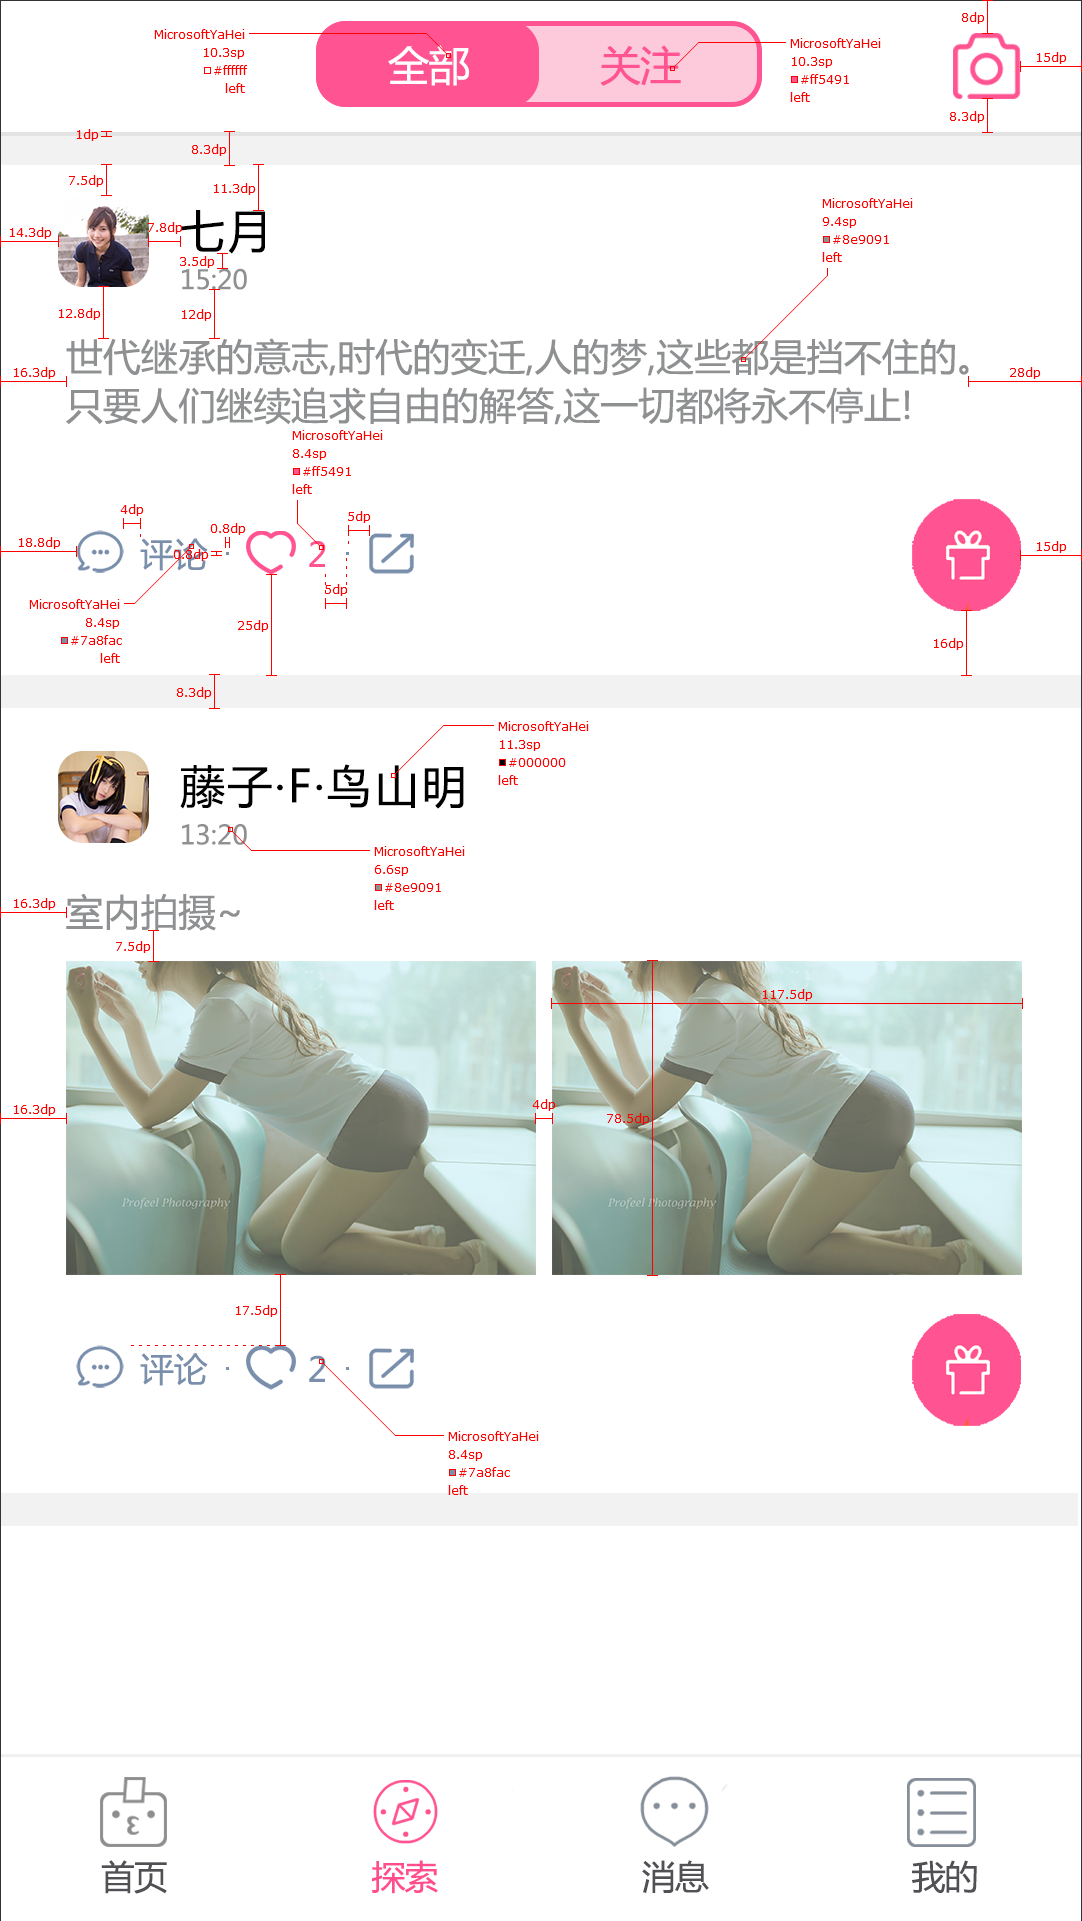 MicrosoftYaHei
10.3sp
#ffffff
left
全部
关注
MicrosoftYaHei
10.3sp
#ff5491
left
8dp
15dp
8.3dp
1dp
8.3dp
7.5dp
11.3dp
14.3dp
7.8dp
七月
3.5dp
15:20
12.8dp
12dp
MicrosoftYaHei
9.4sp
#8e9091
left
世代继承的意志,时代的变迁,人的梦,这些都是挡不住的。
16.3dp
28dp
只要人们继续追求自由的解答,这一切都将永不停止!
MicrosoftYaHei
8.4sp
#ff5491
left
4dp
0.8dp
5dp
18.8dp
评论
0.8dp
·
2
·
15dp
5dp
MicrosoftYaHei
8.4sp
#7a8fac
left
25dp
16dp
8.3dp
MicrosoftYaHei
11.3sp
#000000
left
藤子·F·鸟山明
13:20
MicrosoftYaHei
6.6sp
#8e9091
left
16.3dp
室内拍摄~
7.5dp
117.5dp
16.3dp
4dp
78.5dp
Profeel Photography
Profeel Photography
17.5dp
评论 · 2 ·
MicrosoftYaHei
8.4sp
#7a8fac
left
首页
探索
消息
我的